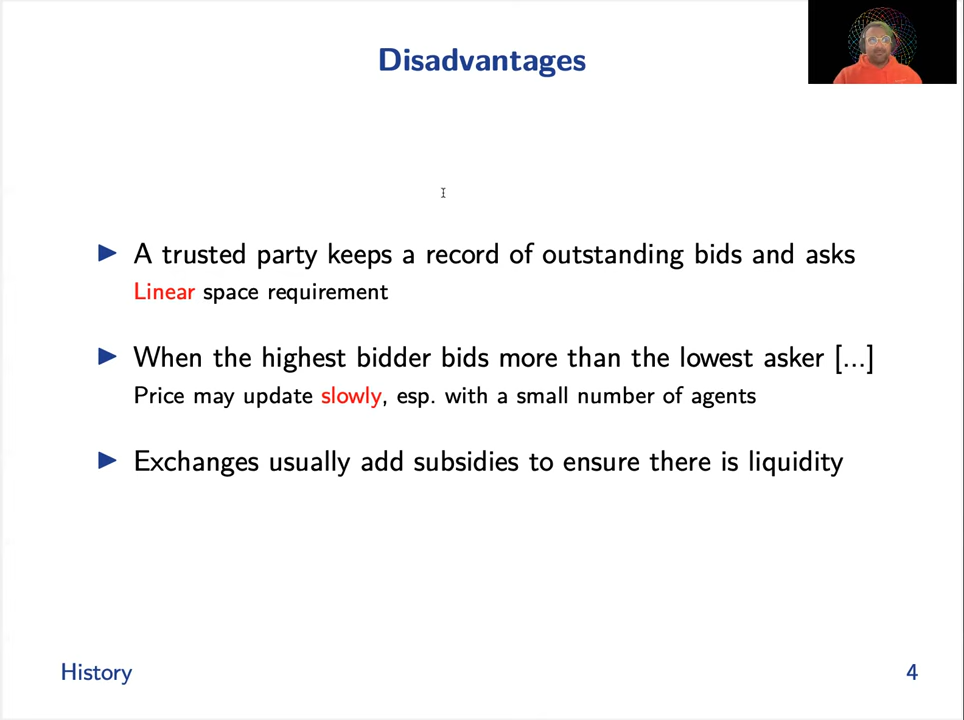 Disadvantages
A trusted party keeps a record of outstanding bids and asks
Linear space requirement
When the highest bidder bids more than the lowest asker [...]
Price may update slowly, esp. with a small number of agents
Exchanges usually add subsidies to ensure there is liquidity
History
4